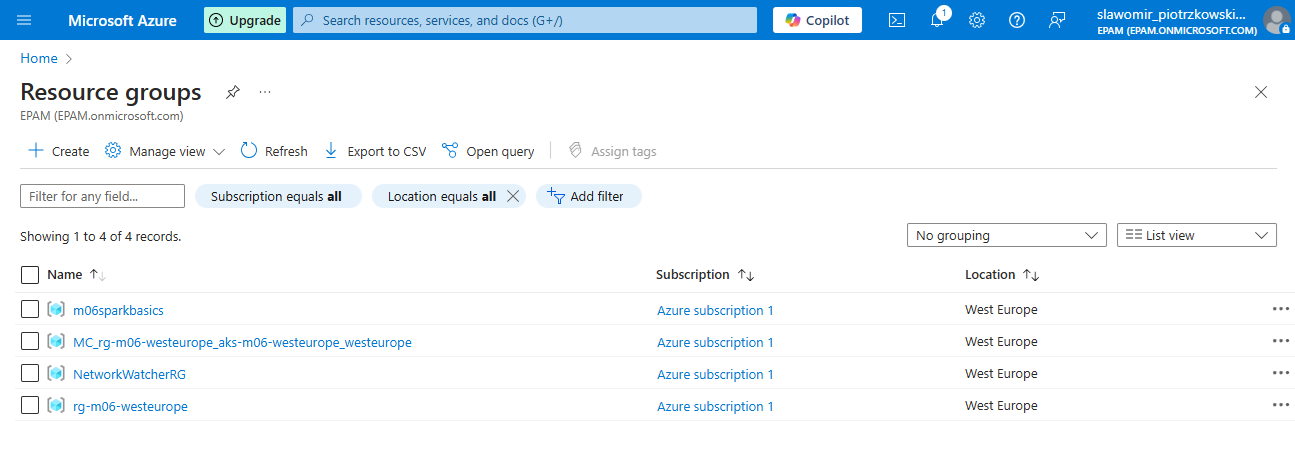 Microsoft Azure
Upgrade
Search resources, services, and docs (G+/)
Copilot
1
slawomir_piotrzkowski...
EPAM (EPAM.ONMICROSOFT.COM)
Home
Resource groups
...
EPAM (EPAM.onmicrosoft.com)
Create Manage view Refresh Export to CSV Open query Assign tags
Filter for any field... Subscription equals all Location equals all Add filter
Showing 1 to 4 of 4 records. No grouping List view
Name Subscription Location
m06sparkbasics Azure subscription 1 West Europe
MC_rg-m06-westeurope_aks-m06-westeurope_westeurope Azure subscription 1 West Europe
NetworkWatcherRG Azure subscription 1 West Europe
rg-m06-westeurope Azure subscription 1 West Europe